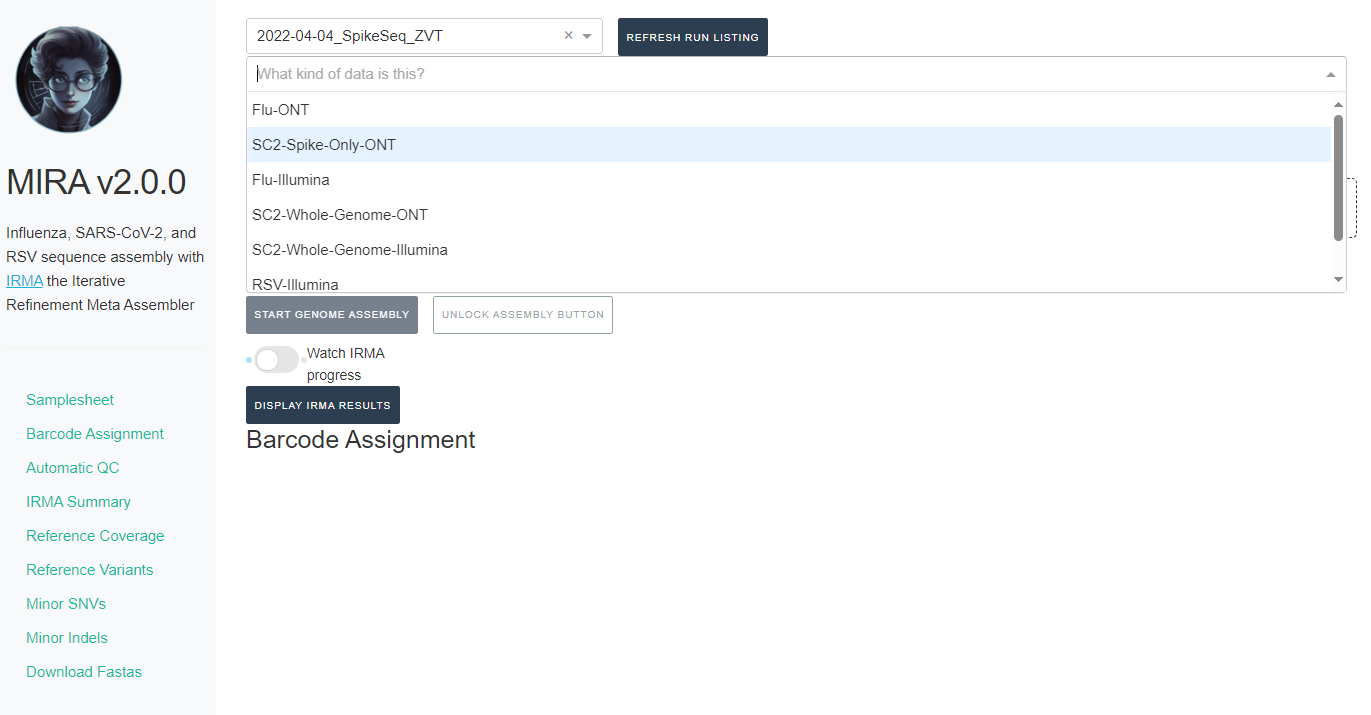 MIRA v2.0.0
Influenza, SARS-CoV-2, and
RSV sequence assembly with
IRMA the Iterative
Refinement Meta Assembler
Samplesheet
Barcode Assignment
Automatic QC
IRMA Summary
Reference Coverage
Reference Variants
Minor SNVs
Minor Indels
Download Fastas
2022-04-04_SpikeSeq_ZVT × REFRESH RUN LISTING
What kind of data is this?
Flu-ONT
SC2-Spike-Only-ONT
Flu-Illumina
SC2-Whole-Genome-ONT
SC2-Whole-Genome-Illumina
RSV-Illumina
START GENOME ASSEMBLY UNLOCK ASSEMBLY BUTTON
Watch IRMA
progress
DISPLAY IRMA RESULTS
Barcode Assignment